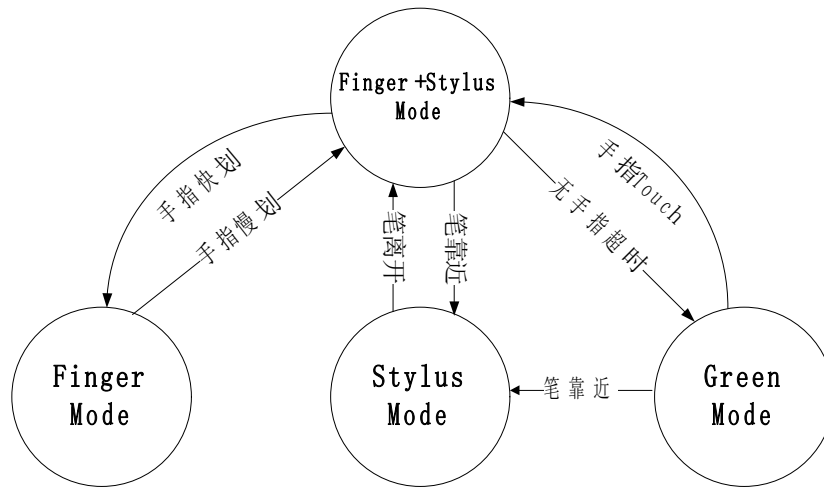 Finger +Stylus
Mode
手指快划
手指慢划
笔离开
笔靠近
无手指超时
手指Touch
Finger
Mode
Stylus
Mode
笔靠近
Green
Mode